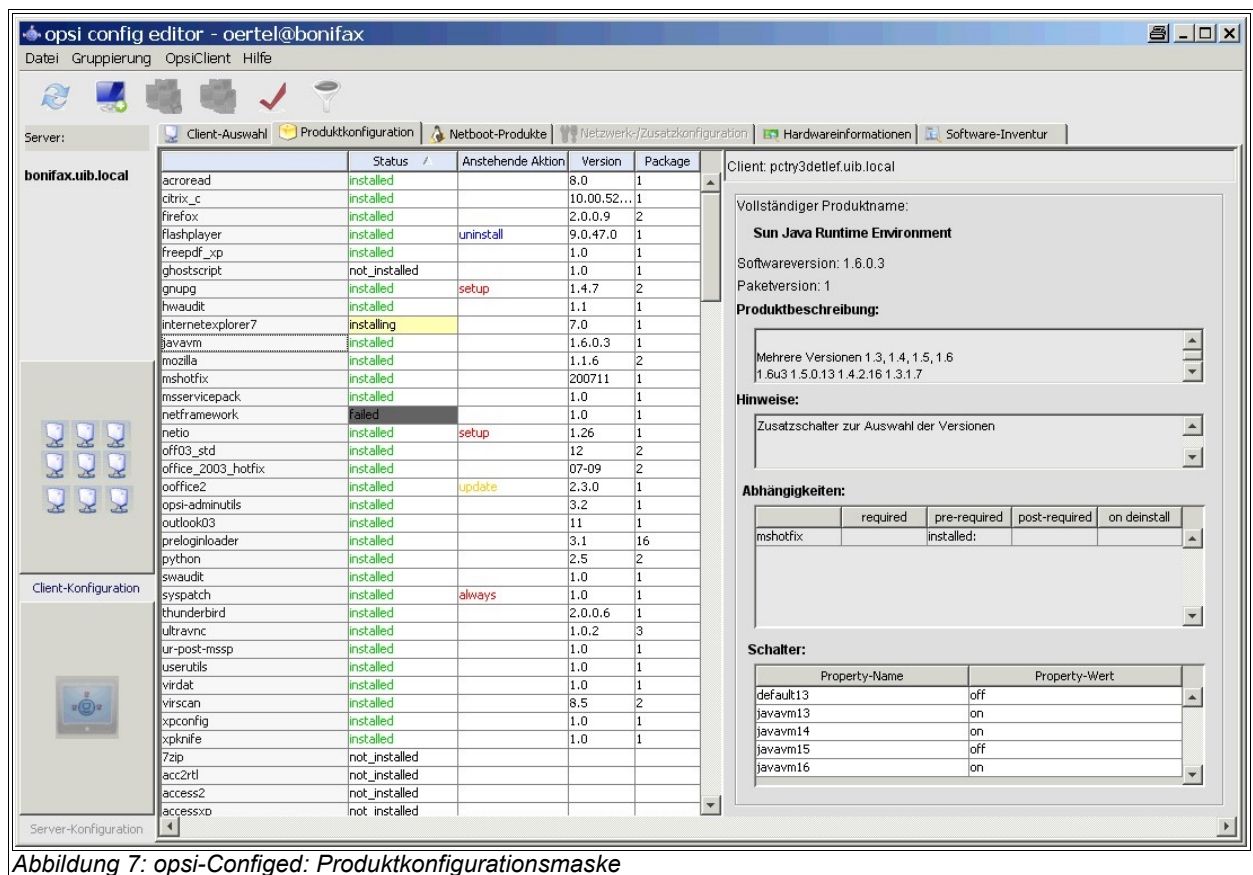 opsi config editor - oertel@bonifax
Datei Gruppierung OpsiClient Hilfe
Server:
Client-Auswahl Produktkonfiguration Netboot-Produkte Netzwerk-/Zusatzkonfiguration Hardwareinformationen Software-Inventur
bonifax.uib.local
Status Anstehende Aktion Version Package
acroread installed 8.0 1
citrix_c installed 10.00.52... 1
firefox installed 2.0.0.9 2
flashplayer installed uninstall 9.0.47.0 1
freepdf_xp installed 1.0 1
ghostscript not_installed 1.0 1
gnupg installed setup 1.4.7 2
hwaudit installed 1.1 1
internetexplorer7 installing 7.0 1
javavm installed 1.6.0.3 1
mozilla installed 1.1.6 2
mshotfix installed 200711 1
msservicepack installed 1.0 1
netframework failed 1.0 1
netio installed setup 1.26 1
off03_std installed 12 2
office_2003_hotfix installed 07-09 2
ooffice2 installed update 2.3.0 1
opsi-adminutils installed 3.2 1
outlook03 installed 11 1
preloginloader installed 3.1 16
python installed 2.5 2
swaudit installed 1.0 1
syspatch installed always 1.0 1
thunderbird installed 2.0.0.6 1
ultravnc installed 1.0.2 3
ur-post-mssp installed 1.0 1
userutils installed 1.0 1
virdat installed 1.0 1
virscan installed 8.5 2
xpconfig installed 1.0 1
xpknife installed 1.0 1
7zip not_installed
acc2rtl not_installed
access2 not_installed
accessxp not_installed
Client-Konfiguration
Server-Konfiguration
Client: pctry3detlef.uib.local
Vollständiger Produktname:
Sun Java Runtime Environment
Softwareversion: 1.6.0.3
Paketversion: 1
Produktbeschreibung:
Mehrere Versionen 1.3, 1.4, 1.5, 1.6
1.6u3 1.5.0.13 1.4.2.16 1.3.1.7
Hinweise:
Zusatzschalter zur Auswahl der Versionen
Abhängigkeiten:
required pre-required post-required on deinstall
mshotfix installed:
Schalter:
Property-Name Property-Wert
default13 off
javavm13 on
javavm14 on
javavm15 off
javavm16 on
Abbildung 7: opsi-Configed: Produktkonfigurationsmaske